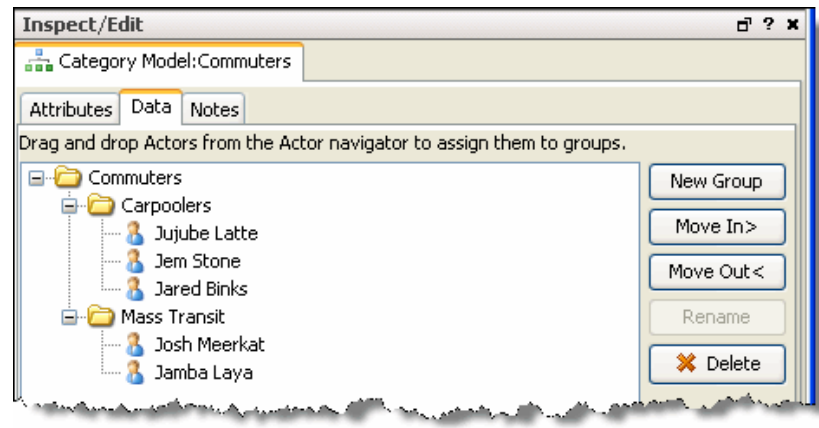 Inspect/Edit
Category Model:Commuters
Attributes Data Notes
Drag and drop Actors from the Actor navigator to assign them to groups.
Commuters
Carpoolers
Jujube Latte
Jem Stone
Jared Binks
Mass Transit
Josh Meerkat
Jamba Laya
New Group
Move In>
Move Out<
Rename
Delete